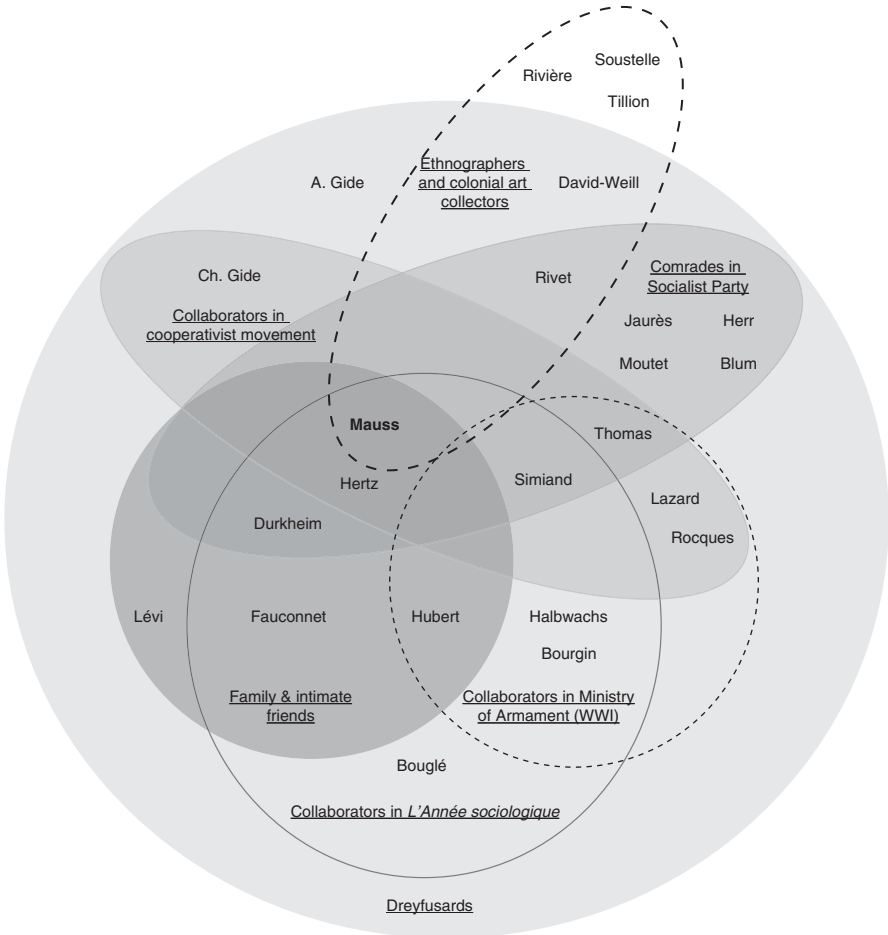 Soustelle
Rivière
Tillion
Ethnographers
and colonial art
collectors
A. Gide
David-Weill
Ch. Gide
Rivet
Comrades in
Socialist Party
Collaborators in
cooperativist movement
Jaurès
Herr
Moutet
Blum
Mauss
Thomas
Hertz
Simiand
Lazard
Durkheim
Rocques
Lévi
Fauconnet
Hubert
Halbwachs
Bourgin
Family & intimate
friends
Collaborators in Ministry
of Armament (WWI)
Bouglé
Collaborators in L'Année sociologique
Dreyfusards